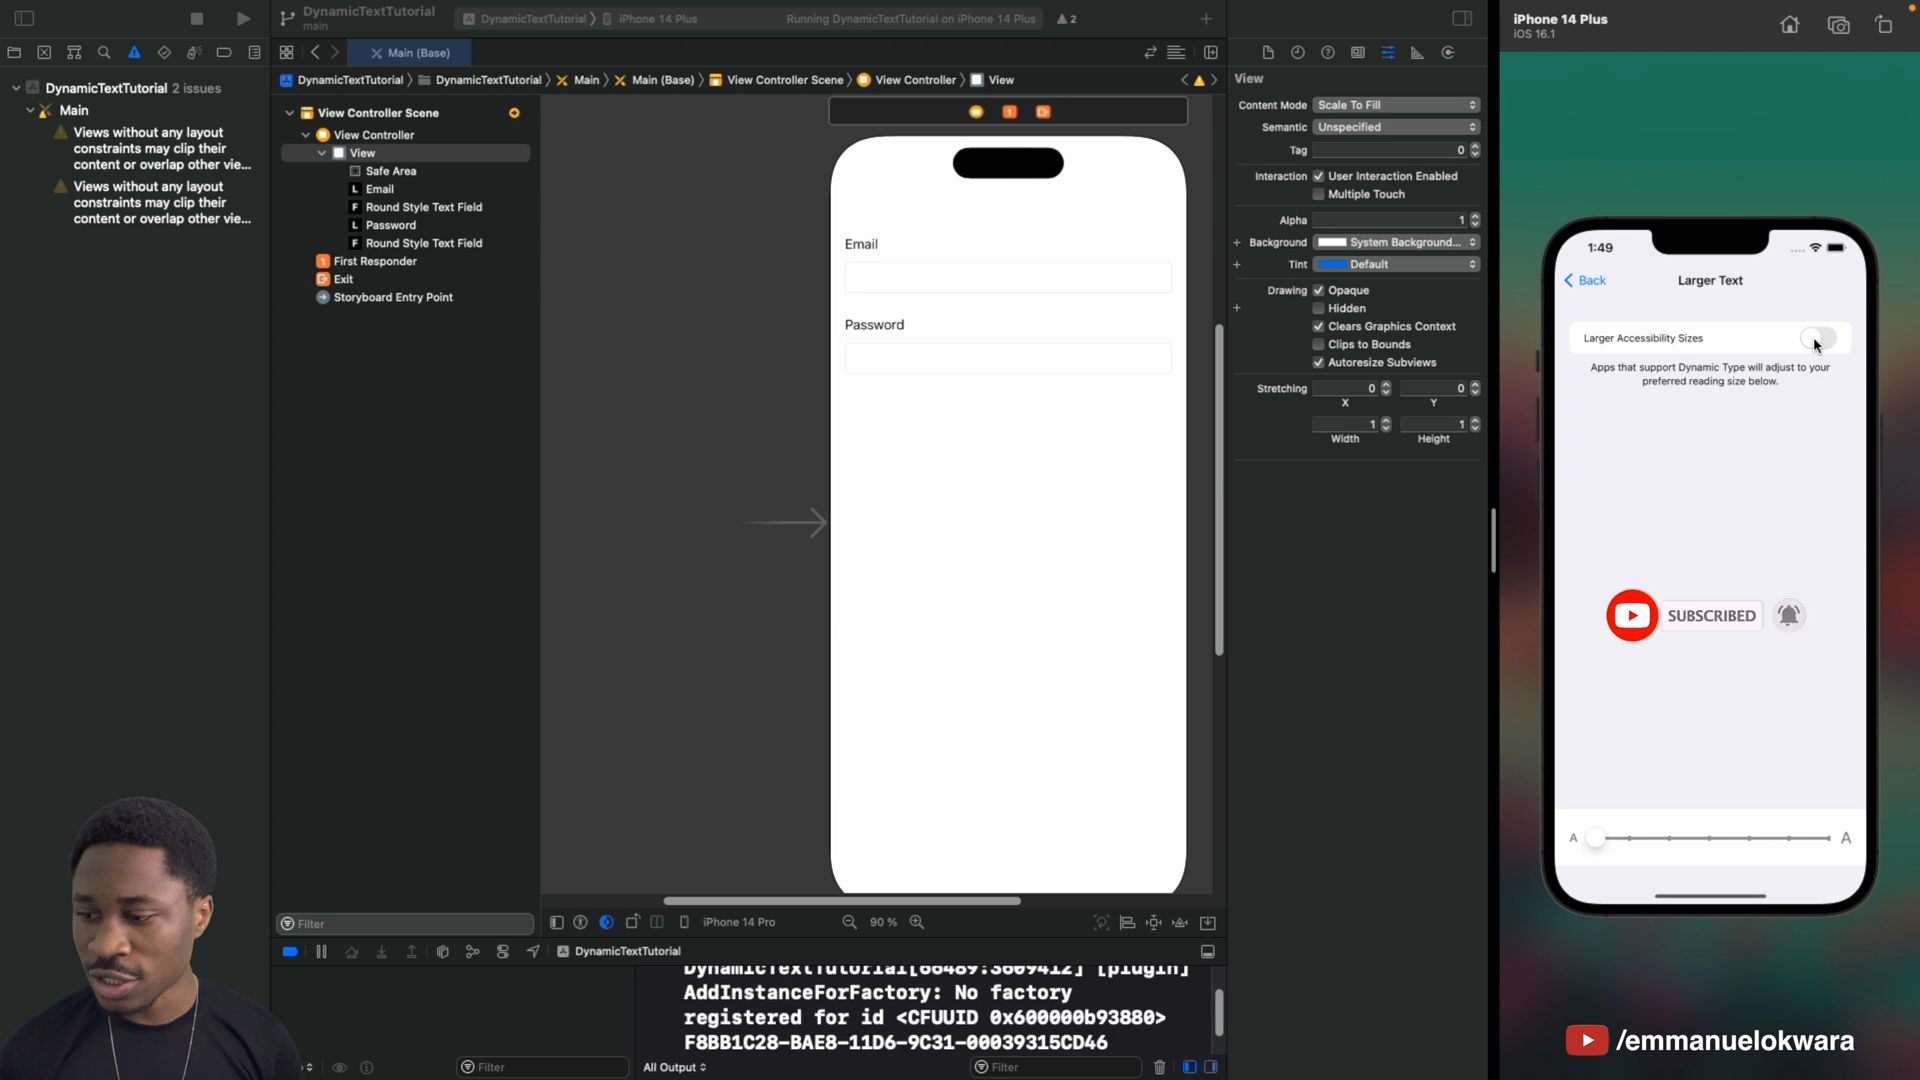 DynamicTextTutorial
main
DynamicTextTutorial
iPhone 14 Plus
Running DynamicTextTutorial on iPhone 14 Plus
2
Main (Base)
DynamicTextTutorial
DynamicTextTutorial
Main
Main (Base)
View Controller Scene
View Controller
View
DynamicTextTutorial 2 issues
Main
Views without any layout
constraints may clip their
content or overlap other vie...
Views without any layout
constraints may clip their
content or overlap other vie...
View Controller Scene
View Controller
View
Safe Area
L Email
F Round Style Text Field
L Password
F Round Style Text Field
First Responder
Exit
Storyboard Entry Point
Filter
Email
Password
iPhone 14 Pro
90 %
DynamicTextTutorial
DynamicTextTutorial[66489:3609412] [plugin]
AddInstanceForFactory: No factory
registered for id <CFUUID 0x600000b93880>
F8BB1C28-BAE8-11D6-9C31-00039315CD46
Filter
All Output
Filter
View
Content Mode Scale To Fill
Semantic Unspecified
Tag 0
Interaction User Interaction Enabled
Multiple Touch
Alpha 1
Background System Background...
Tint Default
Drawing Opaque
Hidden
Clears Graphics Context
Clips to Bounds
Autoresize Subviews
Stretching 0 0
X Y
1 1
Width Height
iPhone 14 Plus
iOS 16.1
1:49
Back
Larger Text
Larger Accessibility Sizes
Apps that support Dynamic Type will adjust to your
preferred reading size below.
SUBSCRIBED
A A
/emmanuelokwara